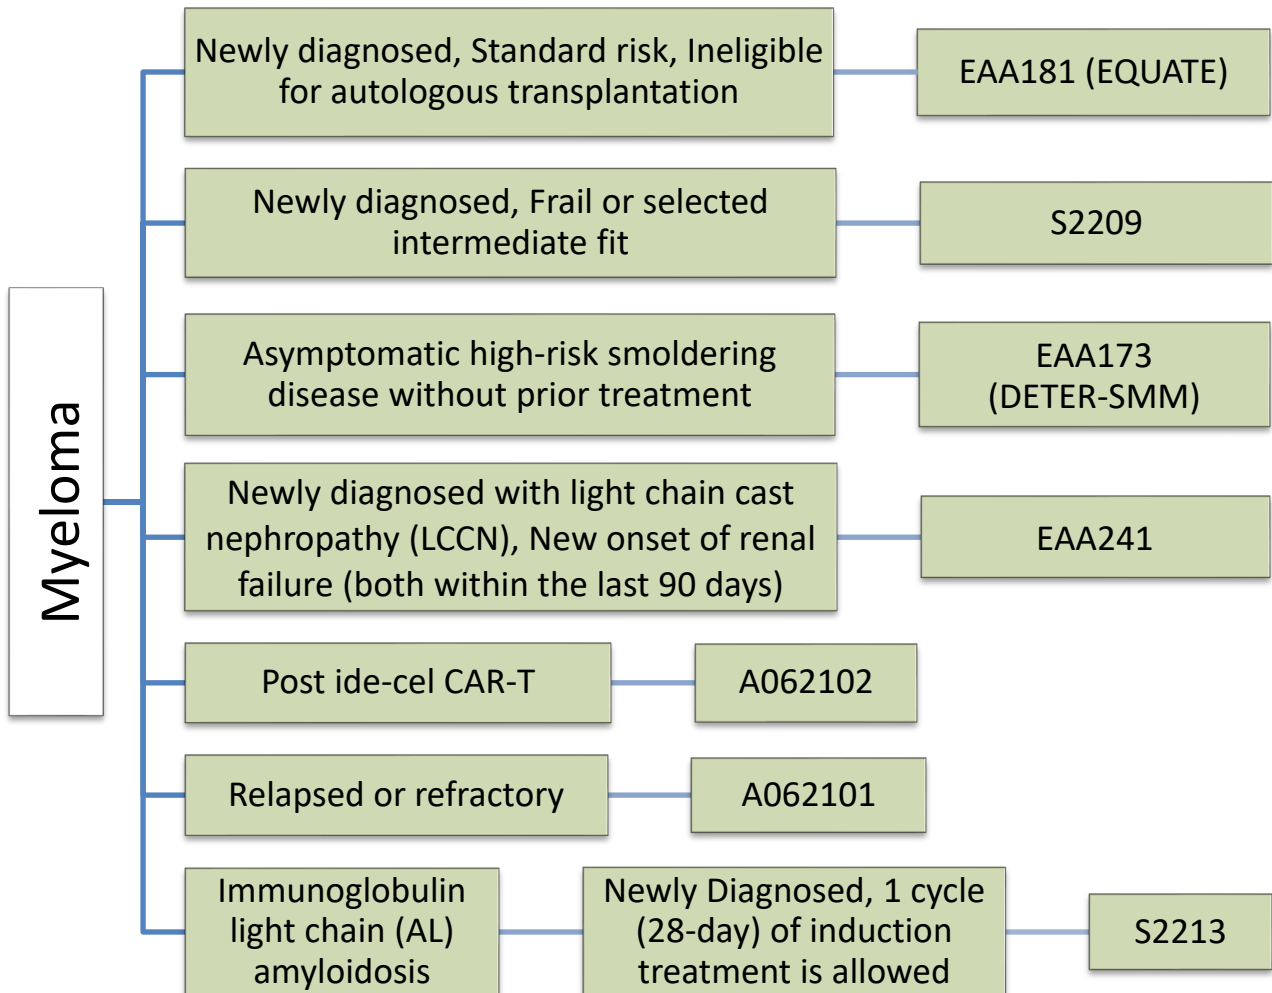 Myeloma
Newly diagnosed, Standard risk, Ineligible
for autologous transplantation
EAA181 (EQUATE)
Newly diagnosed, Frail or selected
intermediate fit
S2209
Asymptomatic high-risk smoldering
disease without prior treatment
EAA173
(DETER-SMM)
Newly diagnosed with light chain cast
nephropathy (LCCN), New onset of renal
failure (both within the last 90 days)
EAA241
Post ide-cel CAR-T
A062102
Relapsed or refractory
A062101
Immunoglobulin
light chain (AL)
amyloidosis
Newly Diagnosed, 1 cycle
(28-day) of induction
treatment is allowed
S2213